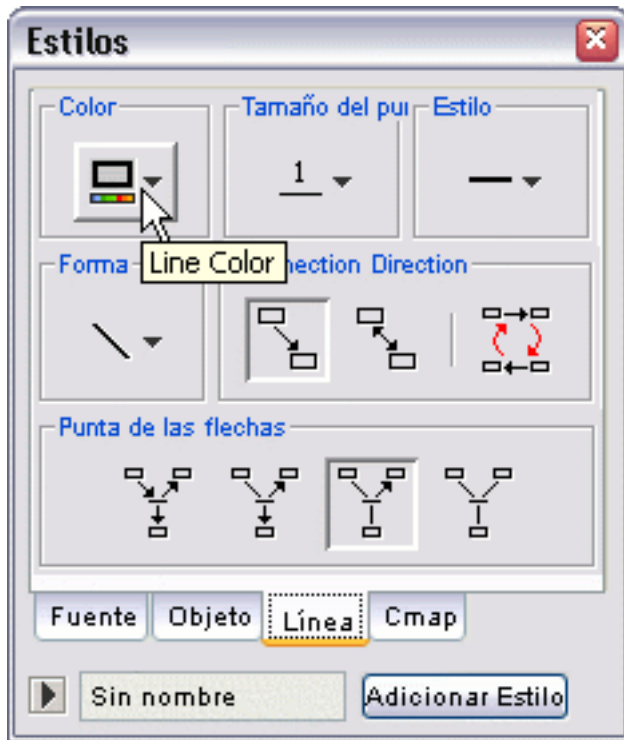 Estilos
Color
Tamaño del pu
Estilo
1
Line Color
Forma
nection Direction
Punta de las flechas
Fuente
Objeto
Línea
Cmap
Sin nombre
Adicionar Estilo